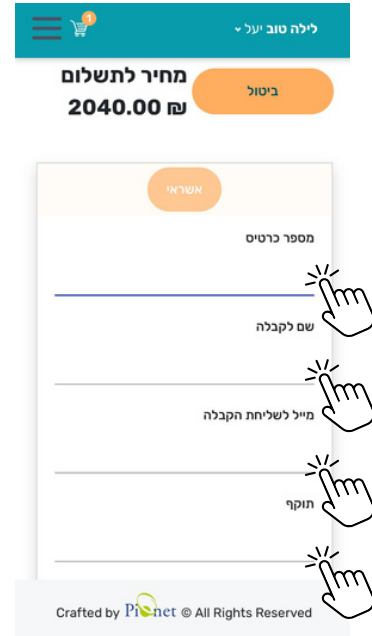 לילה טוב יעל
1
מחיר לתשלום
2040.00 ₪
ביטול
אשראי
מספר כרטיס
שם לקבלה
מייל לשליחת הקבלה
תוקף
Crafted by Pionet © All Rights Reserved